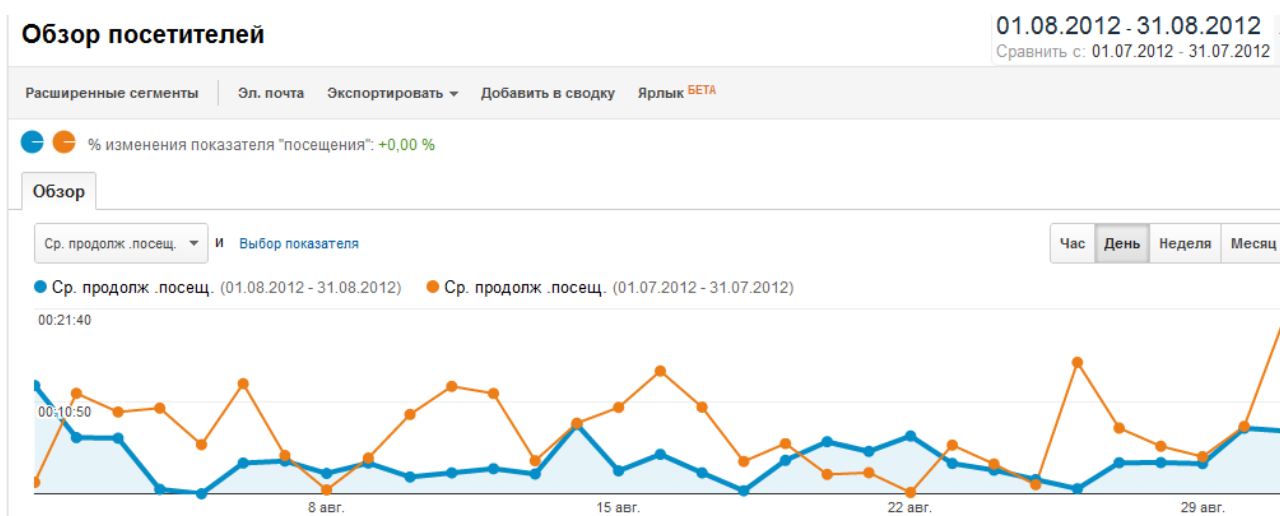 Обзор посетителей
01.08.2012 - 31.08.2012
Сравнить с: 01.07.2012 - 31.07.2012
Расширенные сегменты Эл. почта Экспортировать Добавить в сводку Ярлык БЕТА
% изменения показателя "посещения": +0,00 %
Обзор
Ср. продолж .посещ. и Выбор показателя Час День Неделя Месяц
Ср. продолж .посещ. (01.08.2012 - 31.08.2012) Ср. продолж .посещ. (01.07.2012 - 31.07.2012)
00:21:40
00:10:50
8 авг. 15 авг. 22 авг. 29 авг.